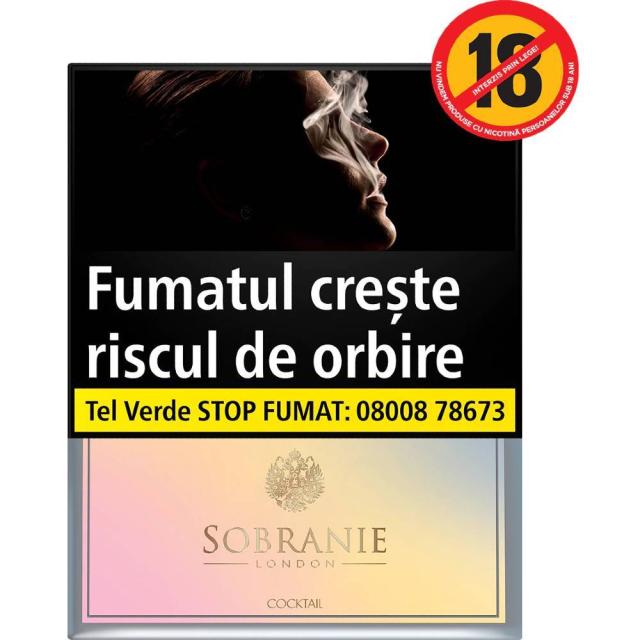 18
INTERZIS PRIN LEGE!
NU VINDEM PRODUSE CU NICOTINĂ PERSOANELOR SUB 18 ANI!
Fumatul crește
riscul de orbire
Tel Verde STOP FUMAT: 08008 78673
SOBRANIE
LONDON
COCKTAIL